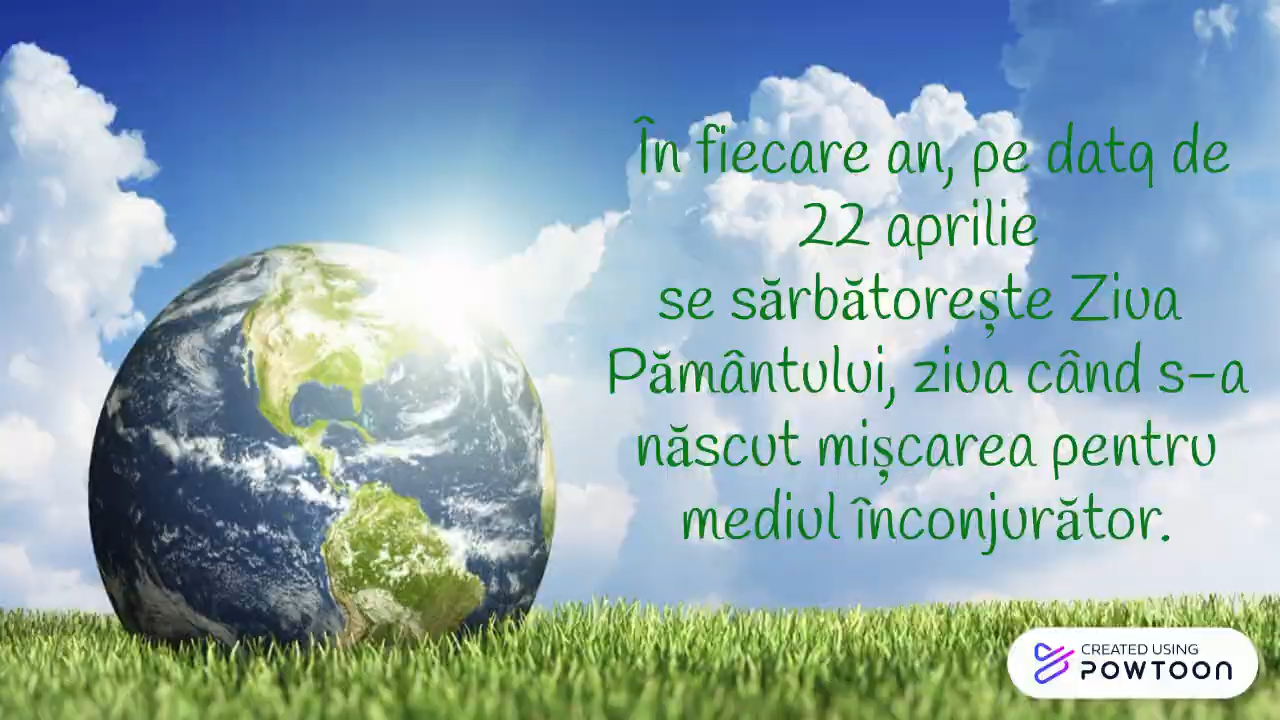 În fiecare an, pe datq de
22 aprilie
se sărbătorește Ziua
Pământului, ziua când s-a
născut mișcarea pentru
mediul înconjurător.
CREATED USING
POWTOON